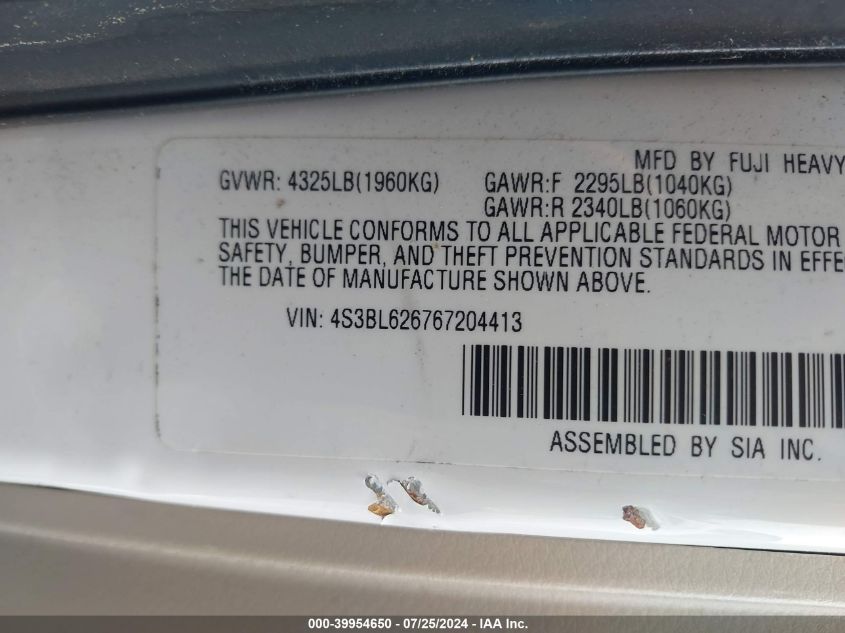 MFD BY FUJI HEAVY
GVWR: 4325LB(1960KG) GAWR:F 2295LB(1040KG)
GAWR:R 2340LB(1060KG)
THIS VEHICLE CONFORMS TO ALL APPLICABLE FEDERAL MOTOR
SAFETY, BUMPER, AND THEFT PREVENTION STANDARDS IN EFFE
THE DATE OF MANUFACTURE SHOWN ABOVE.
VIN: 4S3BL626767204413
ASSEMBLED BY SIA INC.
000-39954650 / 07/25/2024 - IAA Inc.